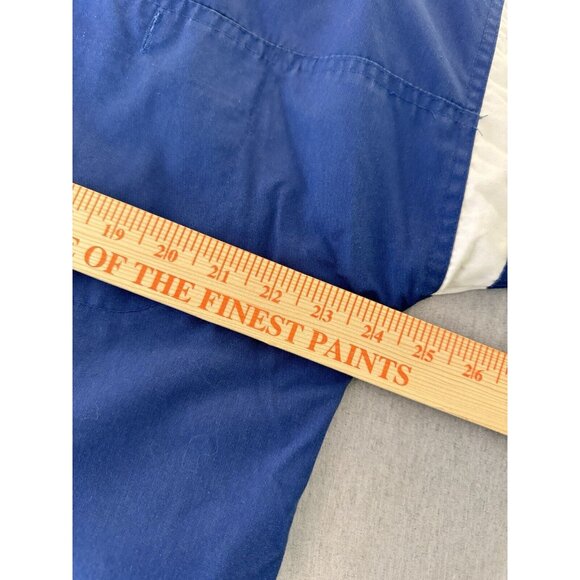 19 20 21 22 23 24 25 26
OF THE FINEST PAINTS